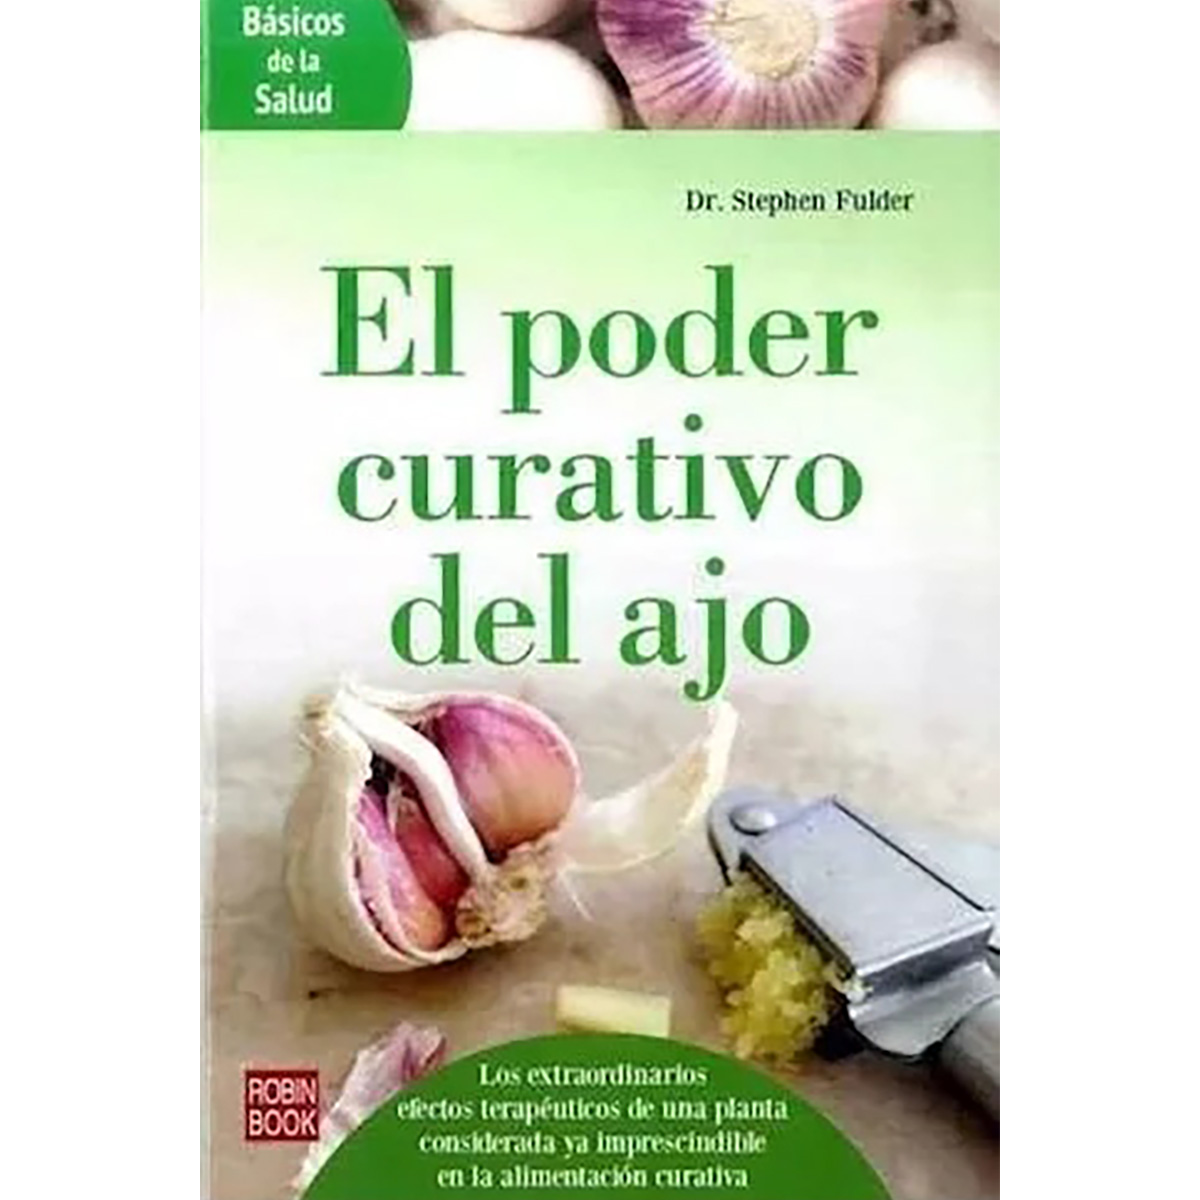 Básicos
de la
Salud
Dr. Stephen Fulder
El poder
curativo
del ajo
Los extraordinarios
efectos terapéuticos de una planta
considerada ya imprescindible
en la alimentación curativa
ROBIN
BOOK